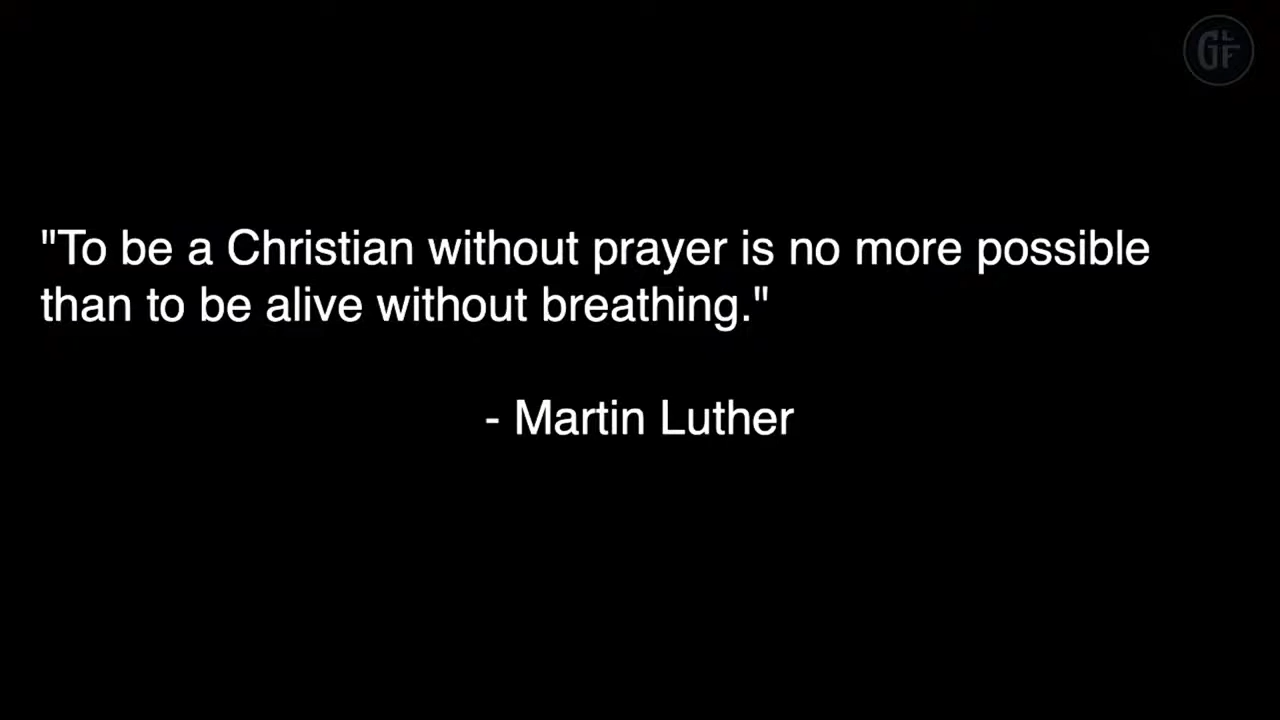 "To be a Christian without prayer is no more possible
than to be alive without breathing."
- Martin Luther